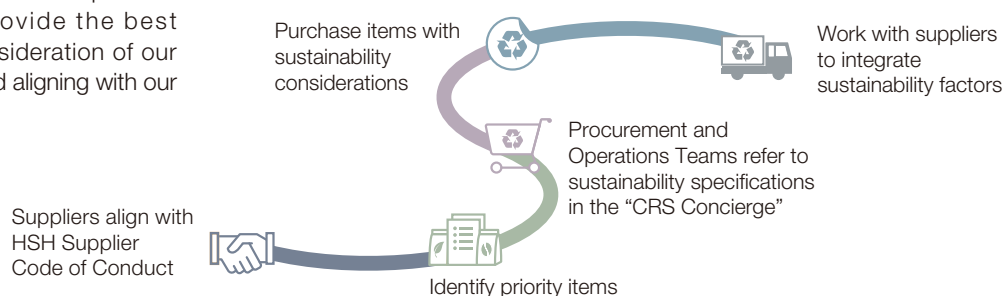 ovide the best
sideration of our
d aligning with our
Purchase items with
sustainability
considerations
Work with suppliers
to integrate
sustainability factors
Procurement and
Operations Teams refer to
sustainability specifications
in the “CRS Concierge”
Suppliers align with
HSH Supplier
Code of Conduct
Identify priority items